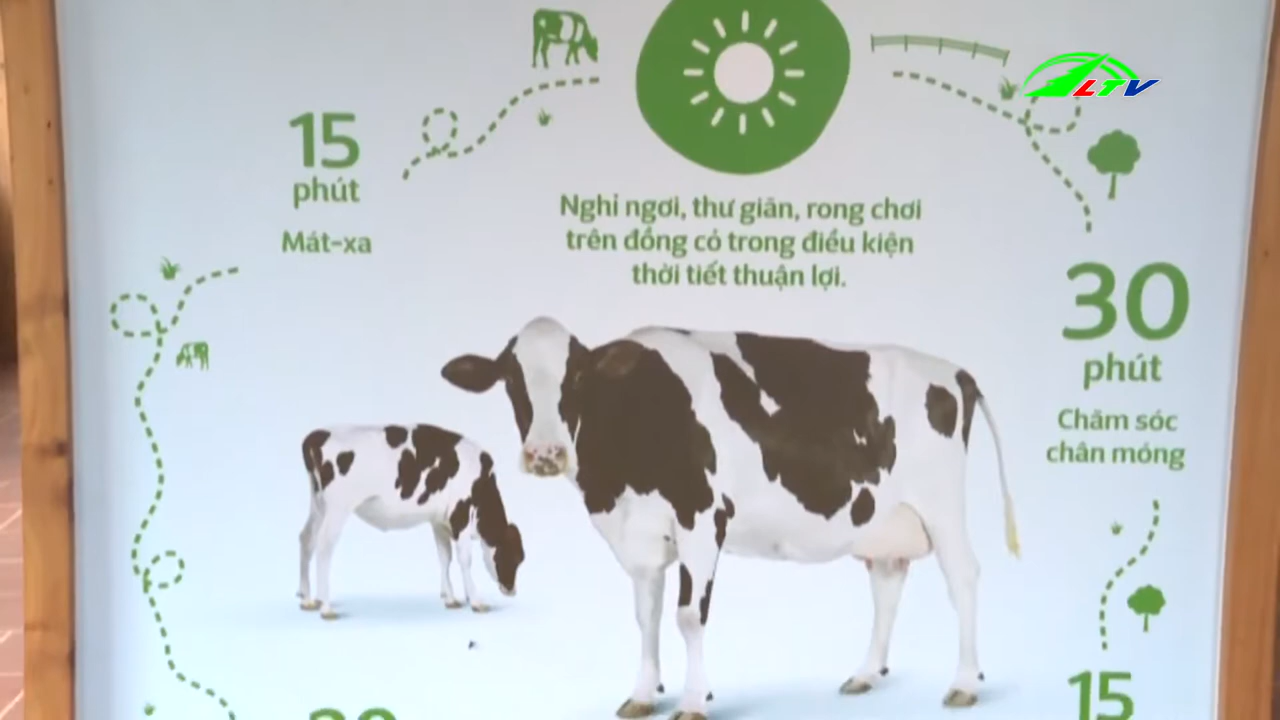 LTV
15
phút
Mát-xa
Nghỉ ngơi, thư giãn, rong chơi
trên đồng cỏ trong điều kiện
thời tiết thuận lợi.
30
phút
Chăm sóc
chân móng
15